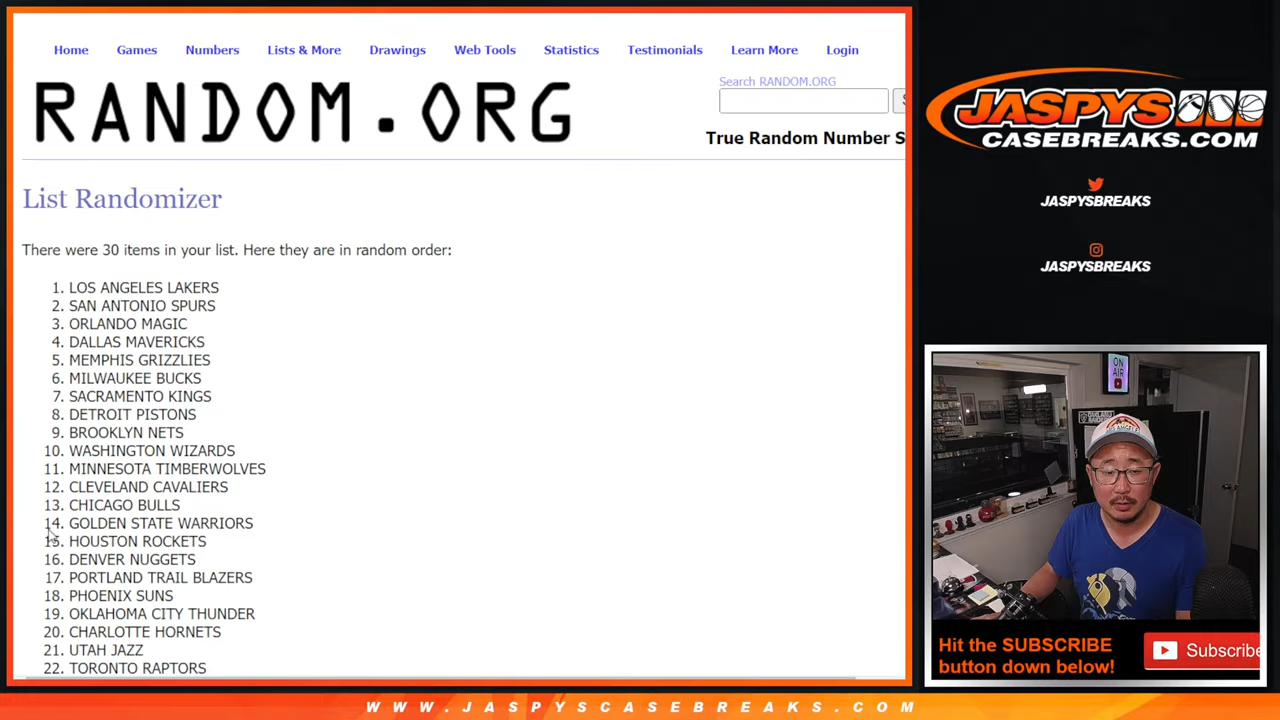 Home Games Numbers Lists & More Drawings Web Tools Statistics Testimonials Learn More Login
RANDOM.ORG
Search RANDOM.ORG
True Random Number S
List Randomizer
There were 30 items in your list. Here they are in random order:
1. LOS ANGELES LAKERS
2. SAN ANTONIO SPURS
3. ORLANDO MAGIC
4. DALLAS MAVERICKS
5. MEMPHIS GRIZZLIES
6. MILWAUKEE BUCKS
7. SACRAMENTO KINGS
8. DETROIT PISTONS
9. BROOKLYN NETS
10. WASHINGTON WIZARDS
11. MINNESOTA TIMBERWOLVES
12. CLEVELAND CAVALIERS
13. CHICAGO BULLS
14. GOLDEN STATE WARRIORS
15. HOUSTON ROCKETS
16. DENVER NUGGETS
17. PORTLAND TRAIL BLAZERS
18. PHOENIX SUNS
19. OKLAHOMA CITY THUNDER
20. CHARLOTTE HORNETS
21. UTAH JAZZ
22. TORONTO RAPTORS
JASPYS
CASEBREAKS.COM
JASPYSBREAKS
JASPYSBREAKS
ON
AIR
LOS ANGELES
Hit the SUBSCRIBE
button down below!
Subscribe
WWW.JASPYSCASEBREAKS.COM